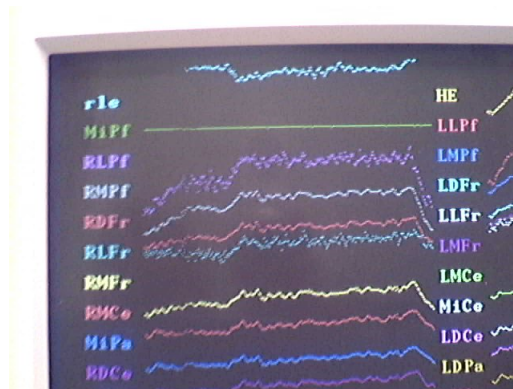 rle
MiPf
RLPf
RMPf
RDFr
RLFr
RMFr
RMCe
MiPa
RDCe
HE
LLPf
LMPf
LDFr
LLFr
LMFr
LMCe
MiCe
LDCe
LDPa